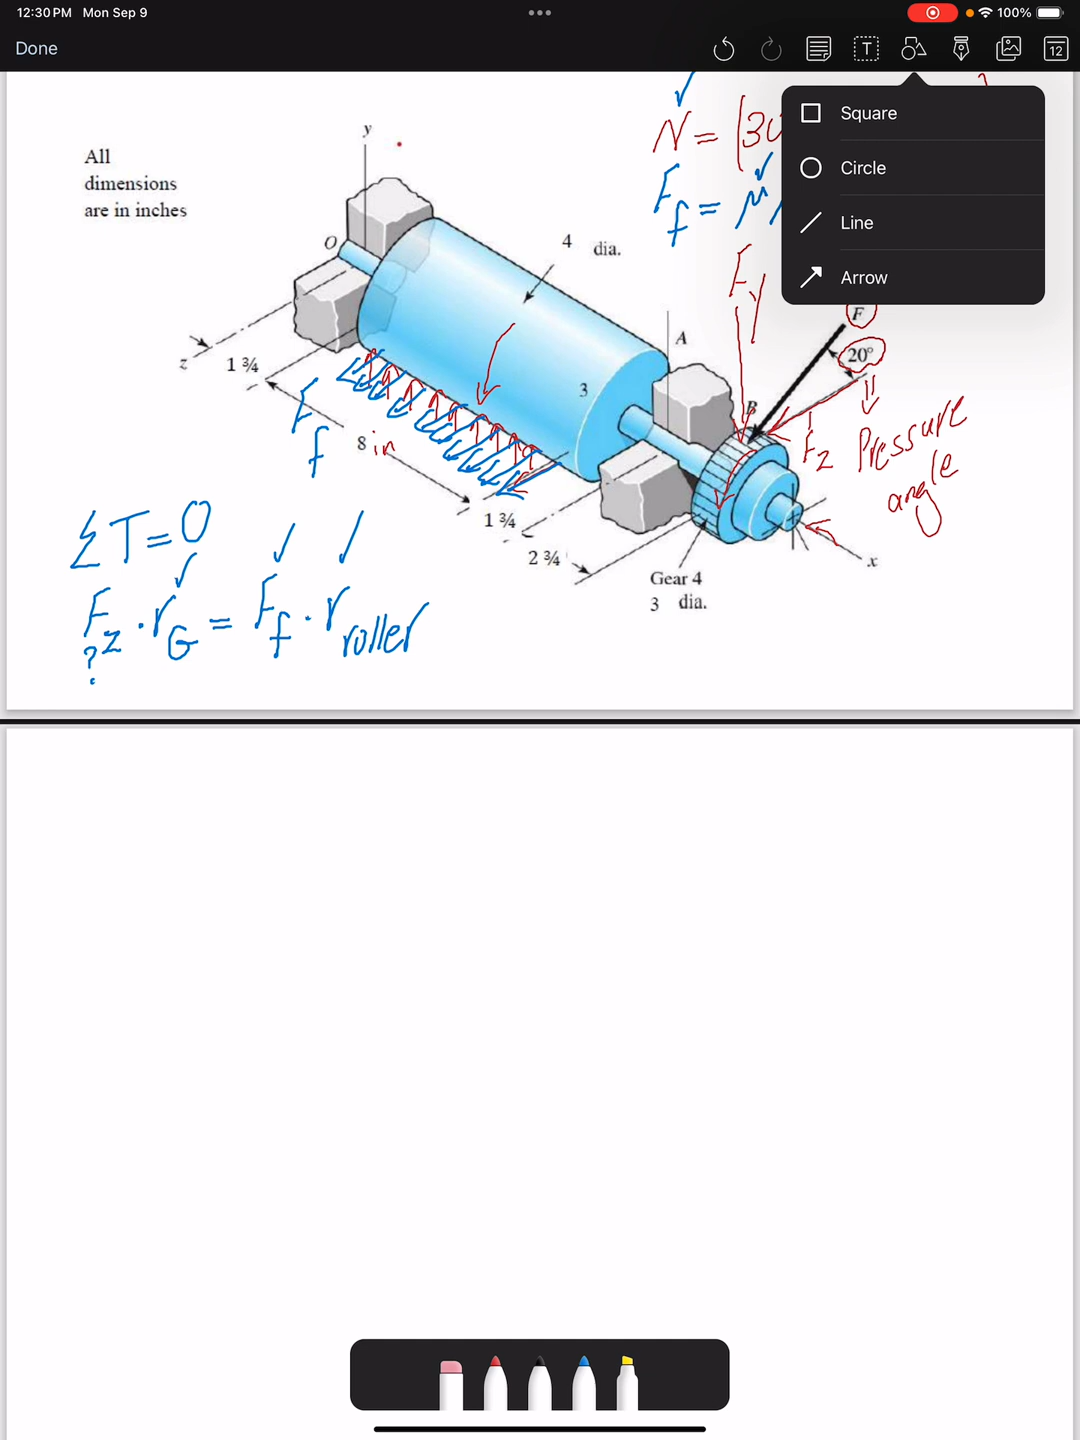 12:30 PM Mon Sep 9
100%
Done
T
12
Square
Circle
Line
Arrow
N = (30
Ff = μ
All
dimensions
are in inches
y
O
4 dia.
A
Fy
F
20°
z
1 3/4
3
B
Fz
Pressure
angle
Ff
8 in
1 3/4
2 3/4
x
Gear 4
3 dia.
ΣT=0
Fz · rG = Ff · r roller
?